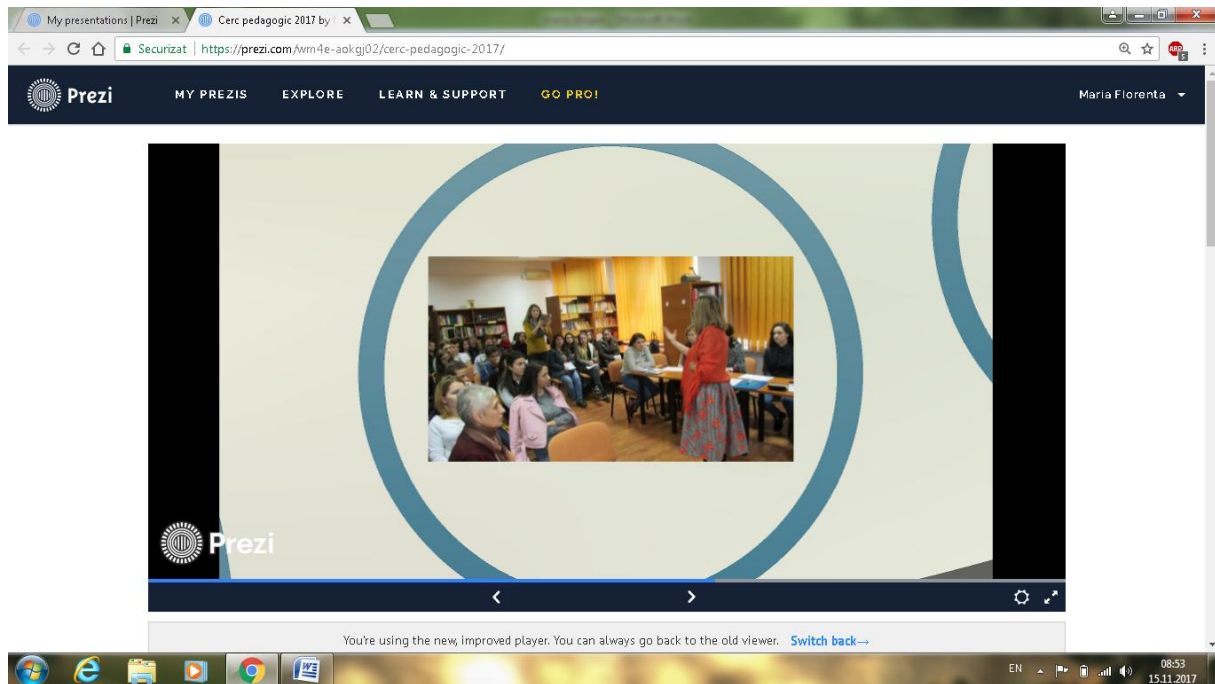 My presentations | Prezi
Cerc pedagogic 2017 by
Securizat | https://prezi.com/wm4e-aokgj02/cerc-pedagogic-2017/
ABP
5
Prezi
MY PREZIS
EXPLORE
LEARN & SUPPORT
GO PRO!
Maria Florenta
Prezi
You're using the new, improved player. You can always go back to the old viewer. Switch back→
EN
08:53
15.11.2017